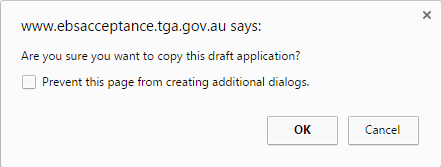 www.ebsacceptance.tga.gov.au says:
Are you sure you want to copy this draft application?
Prevent this page from creating additional dialogs.
OK Cancel